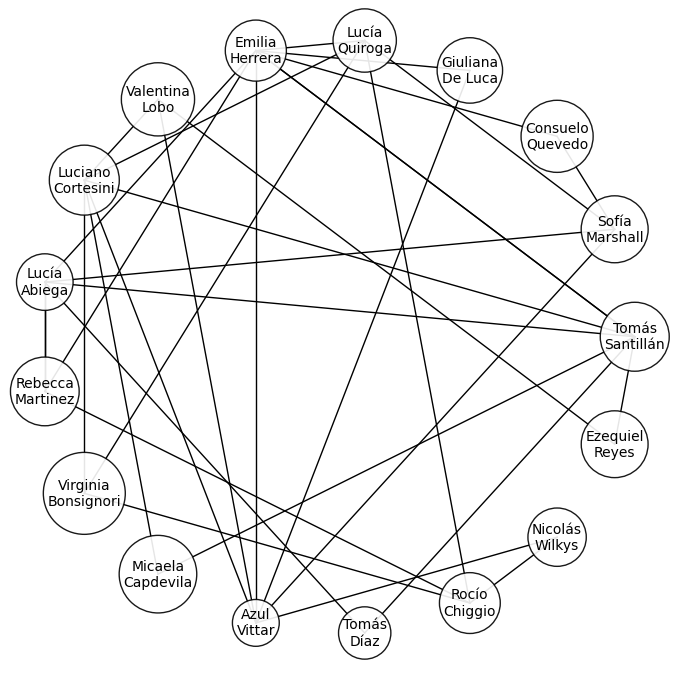 Lucía
Quiroga
Emilia
Herrera
Giuliana
De Luca
Valentina
Lobo
Consuelo
Quevedo
Luciano
Cortesini
Sofía
Marshall
Lucía
Abiega
Tomás
Santillán
Rebecca
Martinez
Ezequiel
Reyes
Virginia
Bonsignori
Nicolás
Wilkys
Micaela
Capdevila
Rocío
Chiggio
Azul
Vittar
Tomás
Díaz